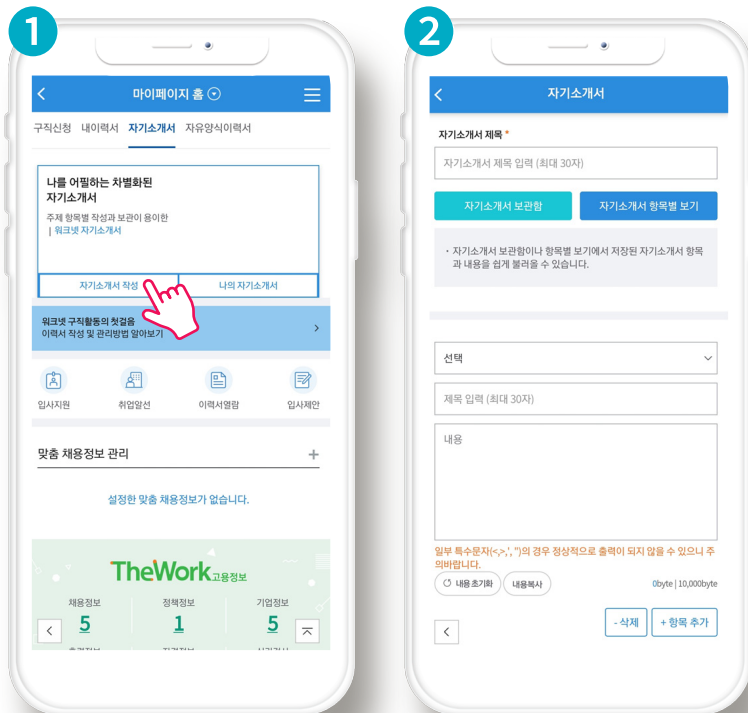 1
마이페이지 홈
구직신청 내이력서 자기소개서 자유양식이력서
나를 어필하는 차별화된
자기소개서
주제 항목별 작성과 보관이 용이한
| 워크넷 자기소개서
자기소개서 작성 나의 자기소개서
워크넷 구직활동의 첫걸음
이력서 작성 및 관리방법 알아보기
입사지원 취업알선 이력서열람 입사제안
맞춤 채용정보 관리
설정한 맞춤 채용정보가 없습니다.
TheWork고용정보
채용정보 정책정보 기업정보
5 1 5
2
자기소개서
자기소개서 제목 *
자기소개서 제목 입력 (최대 30자)
자기소개서 보관함 자기소개서 항목별 보기
· 자기소개서 보관함이나 항목별 보기에서 저장된 자기소개서 항목
과 내용을 쉽게 불러올 수 있습니다.
선택
제목 입력 (최대 30자)
내용
일부 특수문자(<,>,', ")의 경우 정상적으로 출력이 되지 않을 수 있으니 주
의바랍니다.
내용초기화 내용복사 0byte | 10,000byte
- 삭제 + 항목 추가